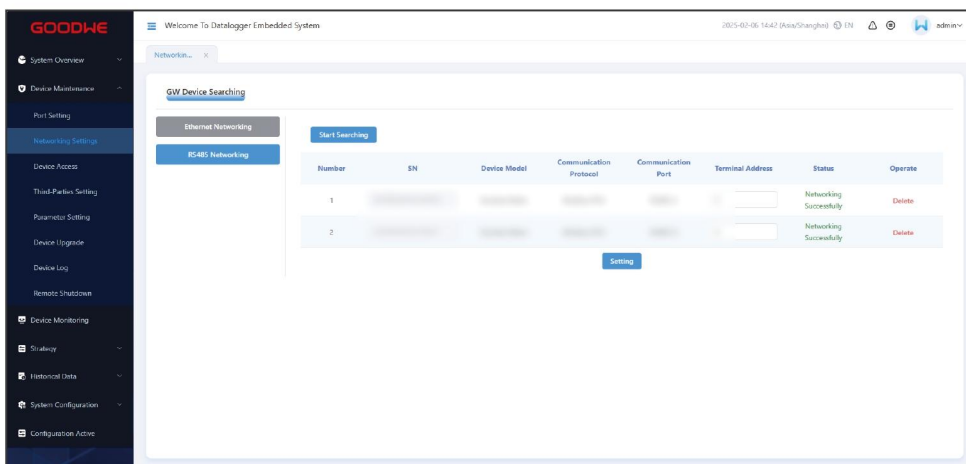 GOODWE
Welcome To Datalogger Embedded System
2025-02-06 14:42 (Asia/Shanghai) EN
admin
Networkin...
System Overview
Device Maintenance
Port Setting
Networking Settings
Device Access
Third-Parties Setting
Parameter Setting
Device Upgrade
Device Log
Remote Shutdown
Device Monitoring
Strategy
Historical Data
System Configuration
Configuration Active
GW Device Searching
Ethernet Networking
RS485 Networking
Start Searching
Number SN Device Model Communication Protocol Communication Port Terminal Address Status Operate
1 Networking Successfully Delete
2 Networking Successfully Delete
Setting